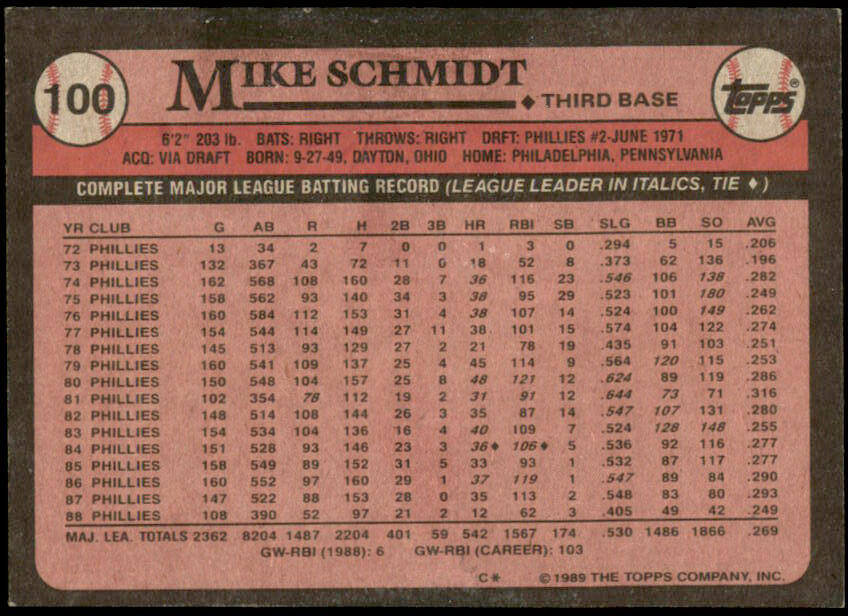 100
MIKE SCHMIDT
♦ THIRD BASE
TOPPS®
6'2" 203 lb. BATS: RIGHT THROWS: RIGHT DRFT: PHILLIES #2-JUNE 1971
ACQ: VIA DRAFT BORN: 9-27-49, DAYTON, OHIO HOME: PHILADELPHIA, PENNSYLVANIA
COMPLETE MAJOR LEAGUE BATTING RECORD (LEAGUE LEADER IN ITALICS, TIE ♦)
YR CLUB G AB R H 2B 3B HR RBI SB SLG BB SO AVG
72 PHILLIES 13 34 2 7 0 0 1 3 0 .294 5 15 .206
73 PHILLIES 132 367 43 72 11 0 18 52 8 .373 62 136 .196
74 PHILLIES 162 568 108 160 28 7 36 116 23 .546 106 138 .282
75 PHILLIES 158 562 93 140 34 3 38 95 29 .523 101 180 .249
76 PHILLIES 160 584 112 153 31 4 38 107 14 .524 100 149 .262
77 PHILLIES 154 544 114 149 27 11 38 101 15 .574 104 122 .274
78 PHILLIES 145 513 93 129 27 2 21 78 19 .435 91 103 .251
79 PHILLIES 160 541 109 137 25 4 45 114 9 .564 120 115 .253
80 PHILLIES 150 548 104 157 25 8 48 121 12 .624 89 119 .286
81 PHILLIES 102 354 78 112 19 2 31 91 12 .644 73 71 .316
82 PHILLIES 148 514 108 144 26 3 35 87 14 .547 107 131 .280
83 PHILLIES 154 534 104 136 16 4 40 109 7 .524 128 148 .255
84 PHILLIES 151 528 93 146 23 3 36♦ 106♦ 5 .536 92 116 .277
85 PHILLIES 158 549 89 152 31 5 33 93 1 .532 87 117 .277
86 PHILLIES 160 552 97 160 29 1 37 119 1 .547 89 84 .290
87 PHILLIES 147 522 88 153 28 0 35 113 2 .548 83 80 .293
88 PHILLIES 108 390 52 97 21 2 12 62 3 .405 49 42 .249
MAJ. LEA. TOTALS 2362 8204 1487 2204 401 59 542 1567 174 .530 1486 1866 .269
GW-RBI (1988): 6 GW-RBI (CAREER): 103
C* ©1989 THE TOPPS COMPANY, INC.